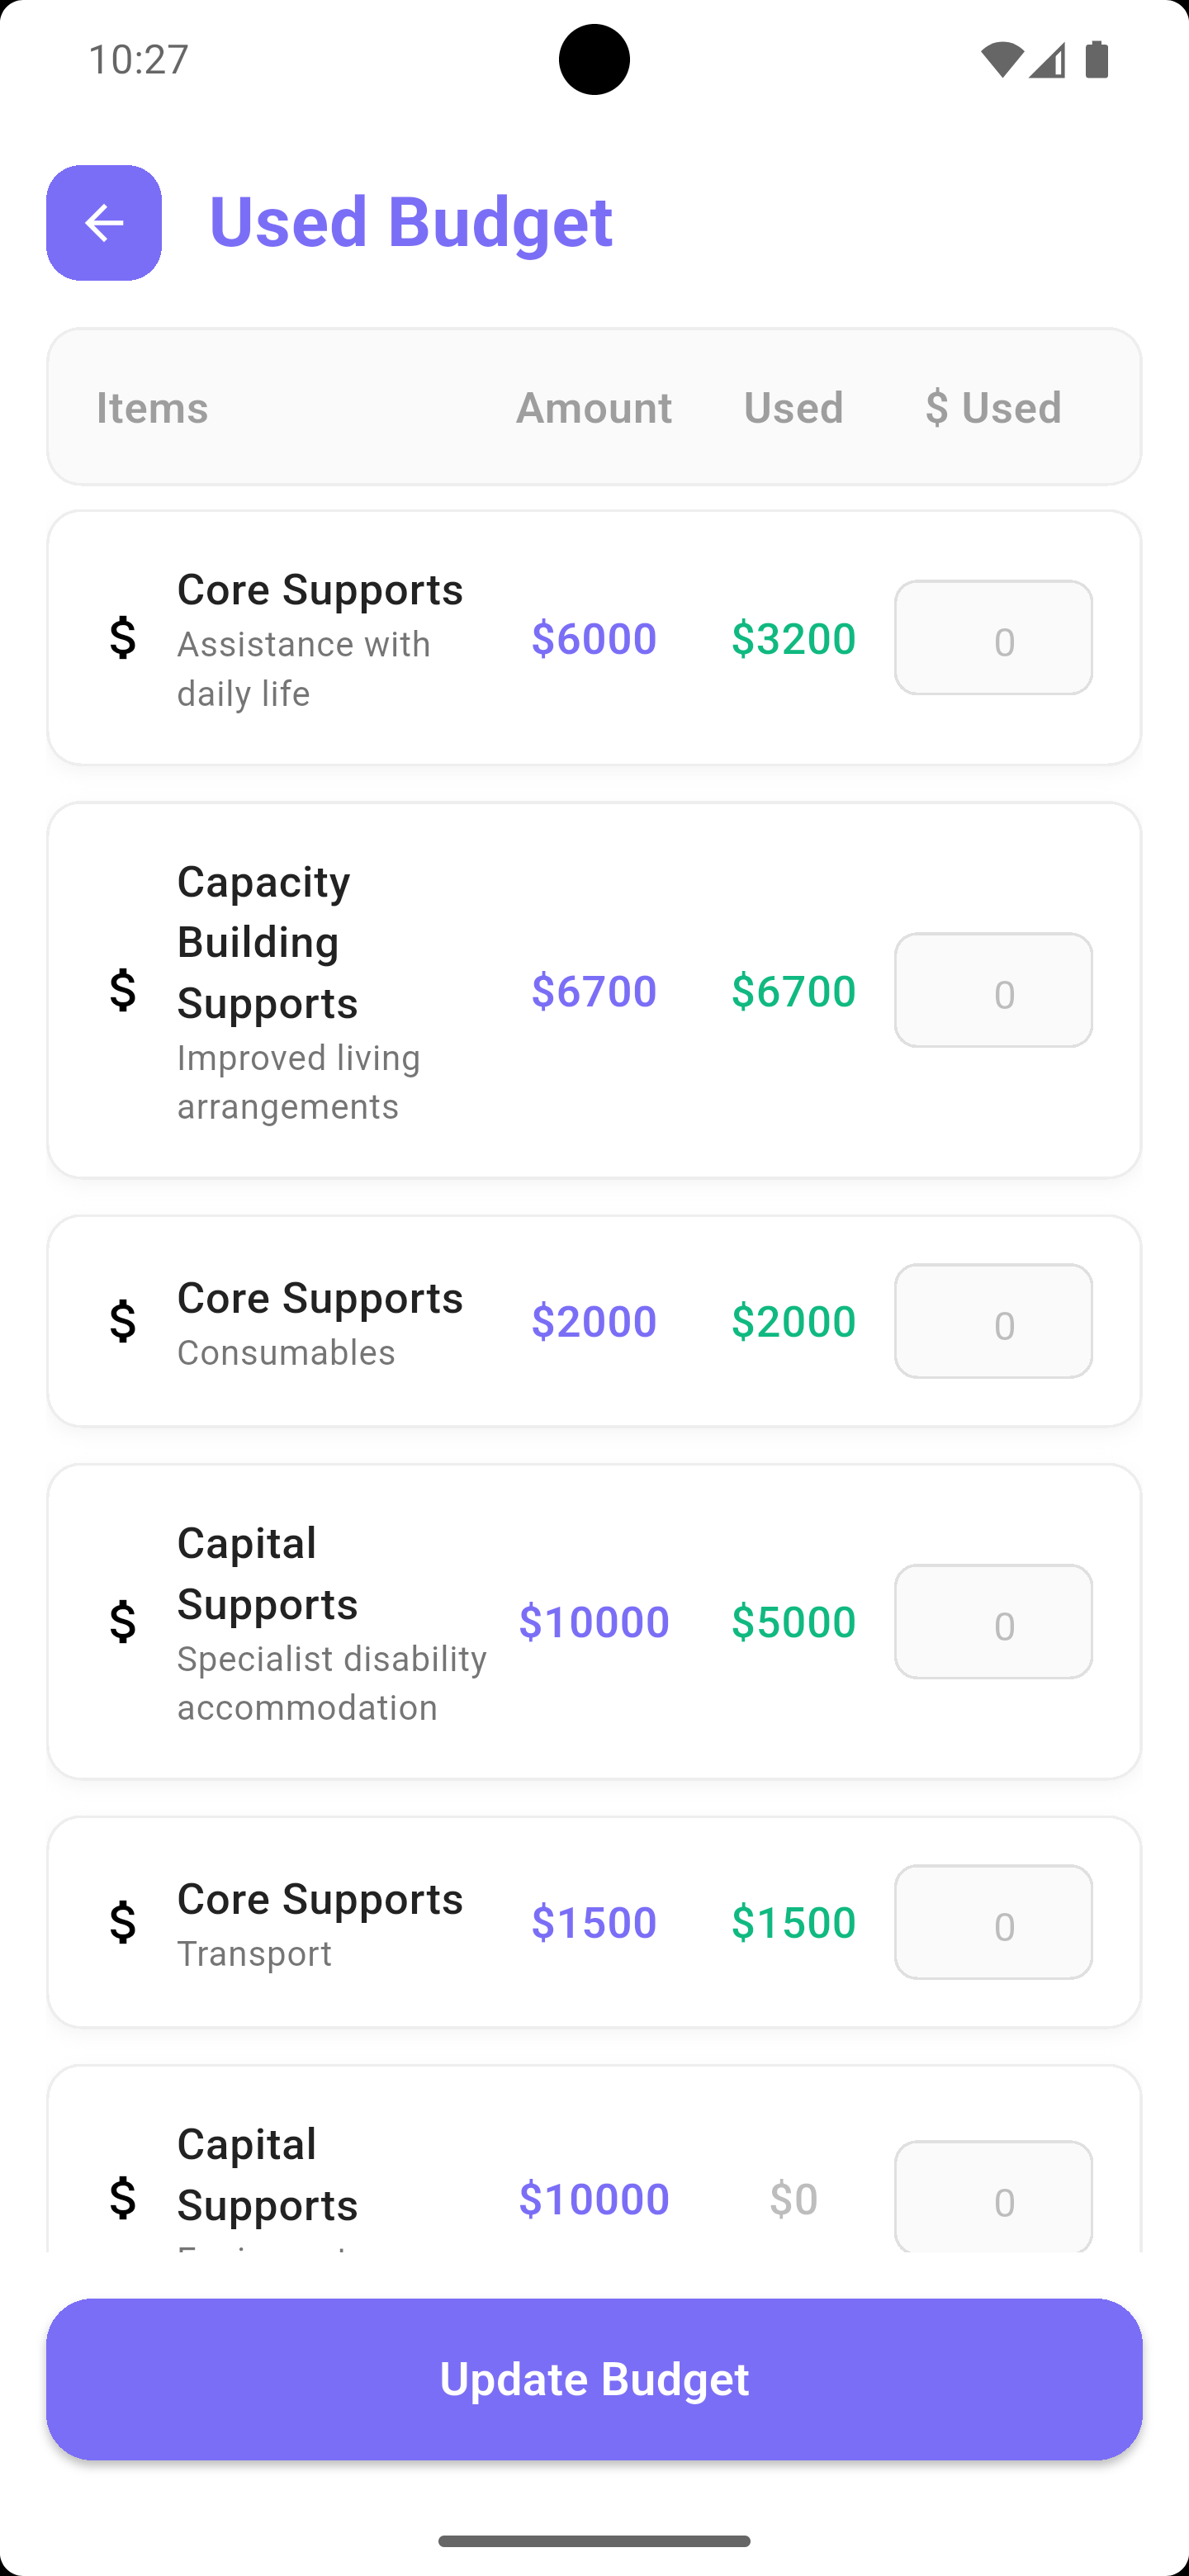 10:27
Used Budget
Items Amount Used $ Used
$ Core Supports
Assistance with
daily life
$6000 $3200 0
$ Capacity
Building
Supports
Improved living
arrangements
$6700 $6700 0
$ Core Supports
Consumables
$2000 $2000 0
$ Capital
Supports
Specialist disability
accommodation
$10000 $5000 0
$ Core Supports
Transport
$1500 $1500 0
$ Capital
Supports
$10000 $0 0
Update Budget